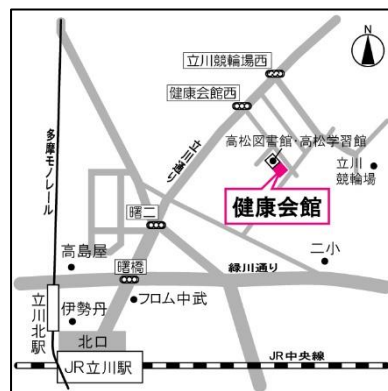 N
立川競輪場西
健康会館西
立川通り
多摩モノレール
高松図書館・高松学習館
立川
競輪場
健康会館
曙二
高島屋
二小
緑川通り
曙橋
フロム中武
立川北駅
伊勢丹
北口
JR中央線
JR立川駅